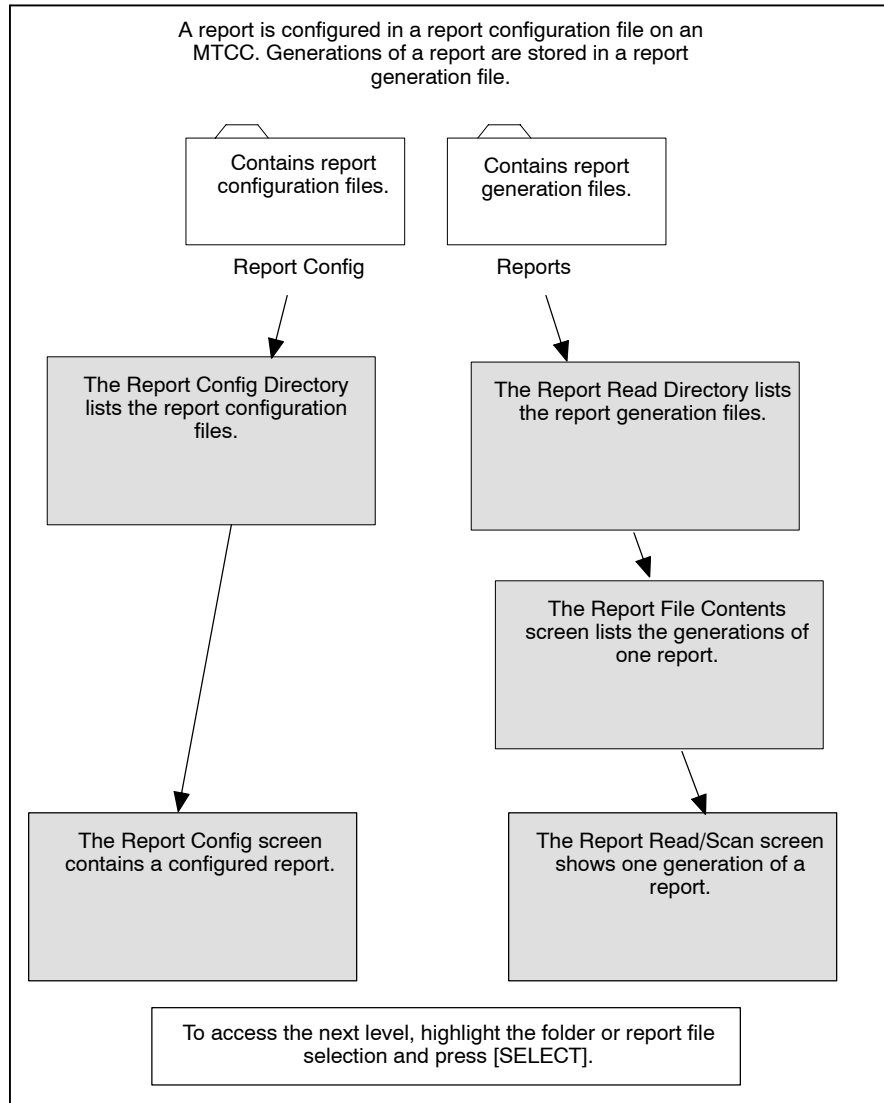 A report is configured in a report configuration file on an
MTCC. Generations of a report are stored in a report
generation file.
Contains report
configuration files.
Contains report
generation files.
Report Config
Reports
The Report Config Directory
lists the report configuration
files.
The Report Read Directory lists
the report generation files.
The Report File Contents
screen lists the generations of
one report.
The Report Config screen
contains a configured report.
The Report Read/Scan screen
shows one generation of a
report.
To access the next level, highlight the folder or report file
selection and press [SELECT].